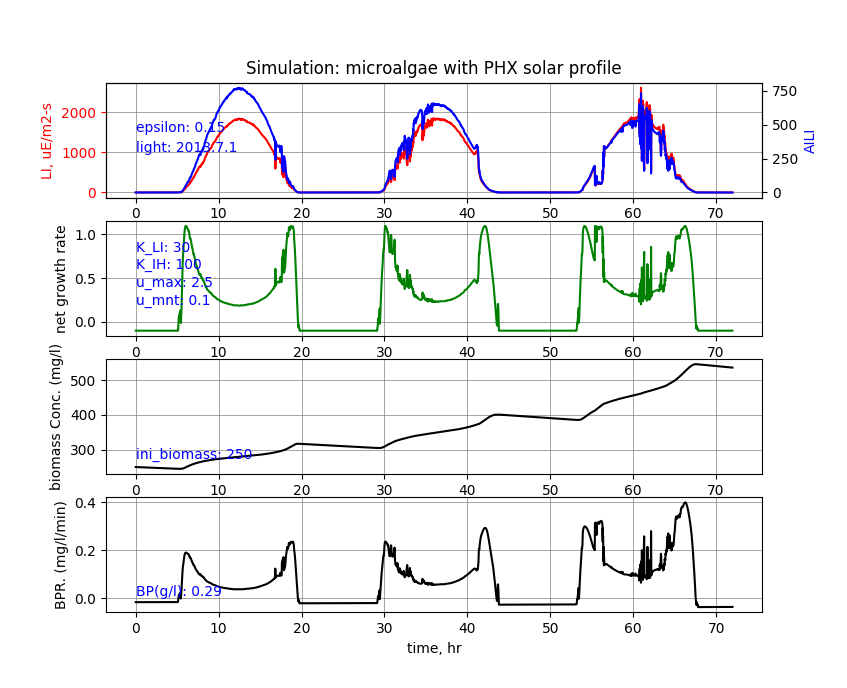 Simulation: microalgae with PHX solar profile
LI, uE/m2-s
2000
1000
0
epsilon: 0.15
light: 2013.7.1
750
500
250
0
AILI
0 10 20 30 40 50 60 70
net growth rate
1.0
0.5
0.0
K_LI: 30
K_IH: 100
u_max: 2.5
u_mnt: 0.1
0 10 20 30 40 50 60 70
biomass Conc. (mg/l)
500
400
300
ini_biomass: 250
0 10 20 30 40 50 60 70
BPR. (mg/l/min)
0.4
0.2
0.0
BP(g/l): 0.29
0 10 20 30 40 50 60 70
time, hr